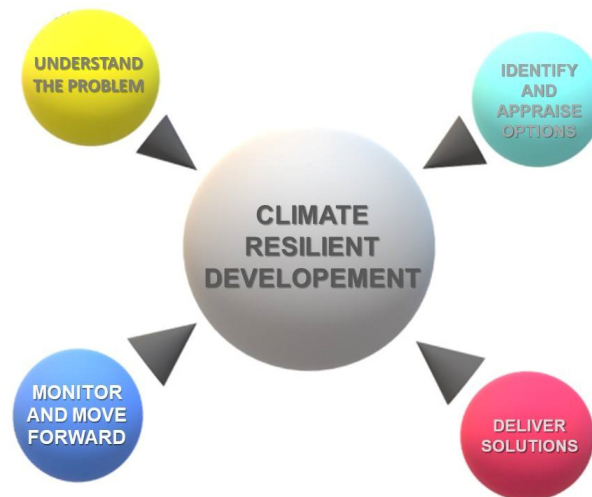 UNDERSTAND
THE PROBLEM
IDENTIFY
AND
APPRAISE
OPTIONS
CLIMATE
RESILIENT
DEVELOPEMENT
MONITOR
AND MOVE
FORWARD
DELIVER
SOLUTIONS